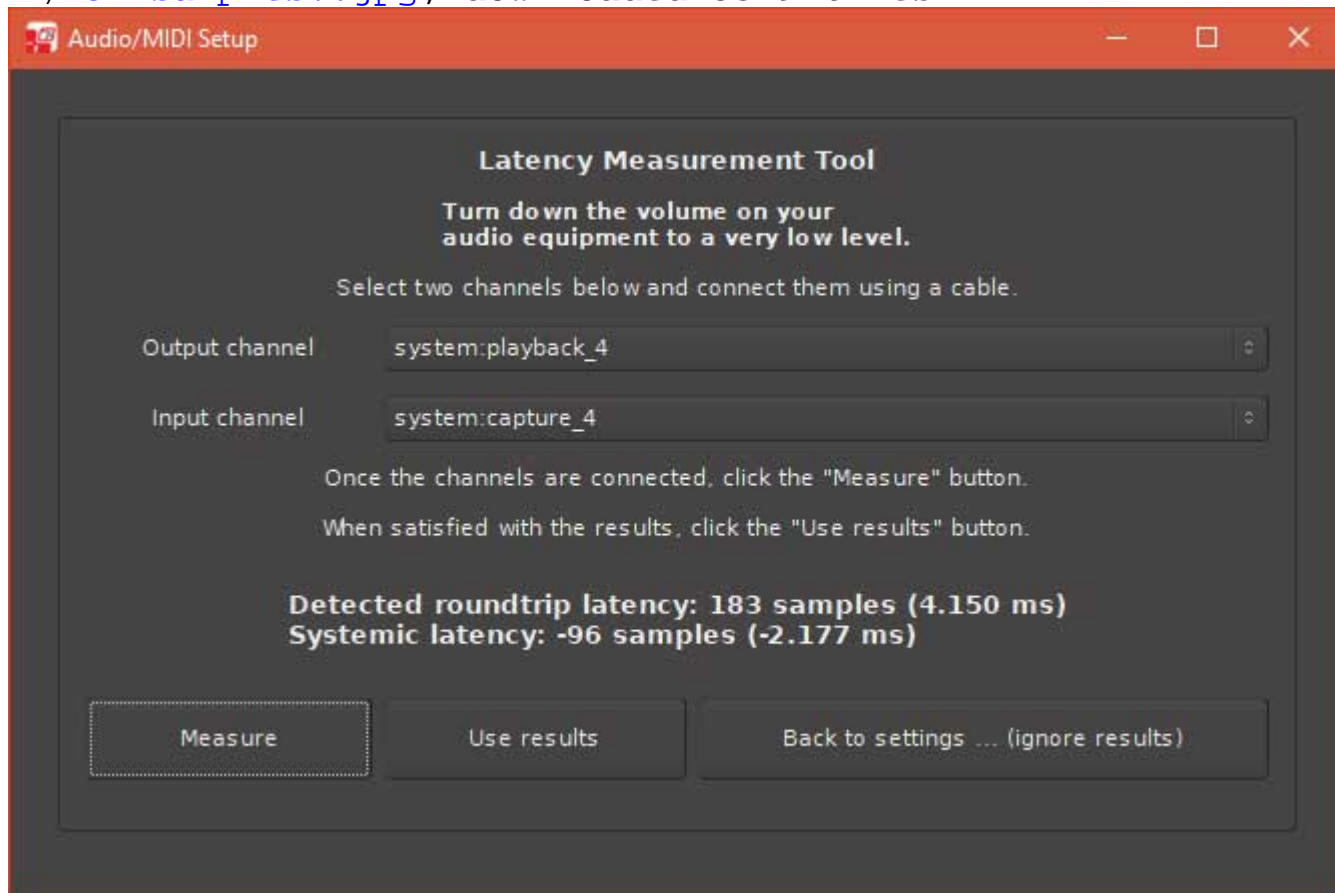 Audio/MIDI Setup
Latency Measurement Tool
Turn down the volume on your
audio equipment to a very low level.
Select two channels below and connect them using a cable.
Output channel system:playback_4
Input channel system:capture_4
Once the channels are connected, click the "Measure" button.
When satisfied with the results, click the "Use results" button.
Detected roundtrip latency: 183 samples (4.150 ms)
Systemic latency: -96 samples (-2.177 ms)
Measure Use results Back to settings ... (ignore results)